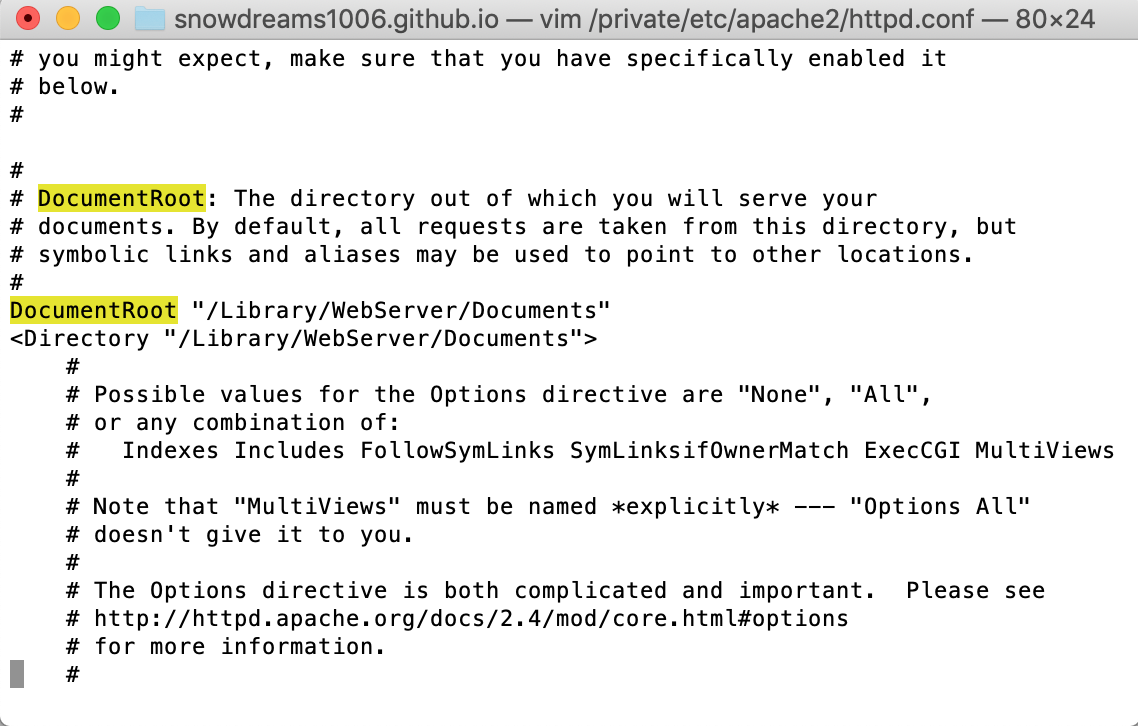 snowdreams1006.github.io — vim /private/etc/apache2/httpd.conf — 80×24
# you might expect, make sure that you have specifically enabled it
# below.
#
#
# DocumentRoot: The directory out of which you will serve your
# documents. By default, all requests are taken from this directory, but
# symbolic links and aliases may be used to point to other locations.
#
DocumentRoot "/Library/WebServer/Documents"
<Directory "/Library/WebServer/Documents">
    #
    # Possible values for the Options directive are "None", "All",
    # or any combination of:
    #   Indexes Includes FollowSymLinks SymLinksifOwnerMatch ExecCGI MultiViews
    #
    # Note that "MultiViews" must be named *explicitly* --- "Options All"
    # doesn't give it to you.
    #
    # The Options directive is both complicated and important.  Please see
    # http://httpd.apache.org/docs/2.4/mod/core.html#options
    # for more information.
    #